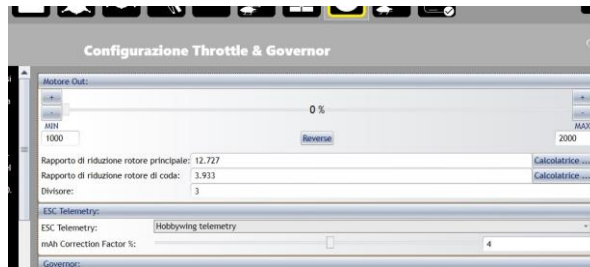 Configurazione Throttle & Governor
Motore Out:
+ +
- 0 % -
MIN MAX
1000 Reverse 2000
Rapporto di riduzione rotore principale: 12.727 Calcolatrice ...
Rapporto di riduzione rotore di coda: 3.933 Calcolatrice ...
Divisore: 3
ESC Telemetry:
ESC Telemetry: Hobbywing telemetry
mAh Correction Factor %: 4
Governor: